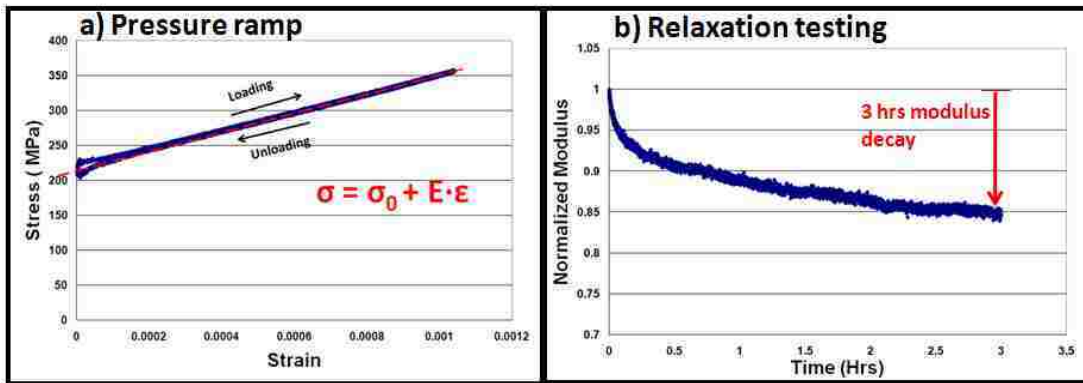 a) Pressure ramp
400
350
300
250
200
150
100
50
0
Stress ( MPa)
Loading
Unloading
σ = σ₀ + E·ε
0
0.0002
0.0004
0.0006
0.0008
0.001
0.0012
Strain
b) Relaxation testing
1.05
1
0.95
0.9
0.85
0.8
0.75
0.7
Normalized Modulus
3 hrs modulus
decay
0
0.5
1
1.5
2
2.5
3
3.5
Time (Hrs)